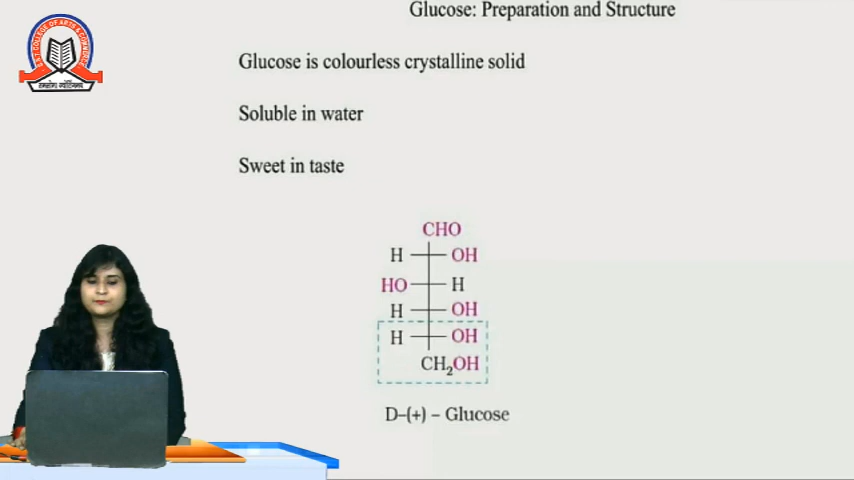 Glucose: Preparation and Structure
Glucose is colourless crystalline solid
Soluble in water
Sweet in taste
CHO
H OH
HO H
H OH
H OH
CH₂OH
D–(+) – Glucose